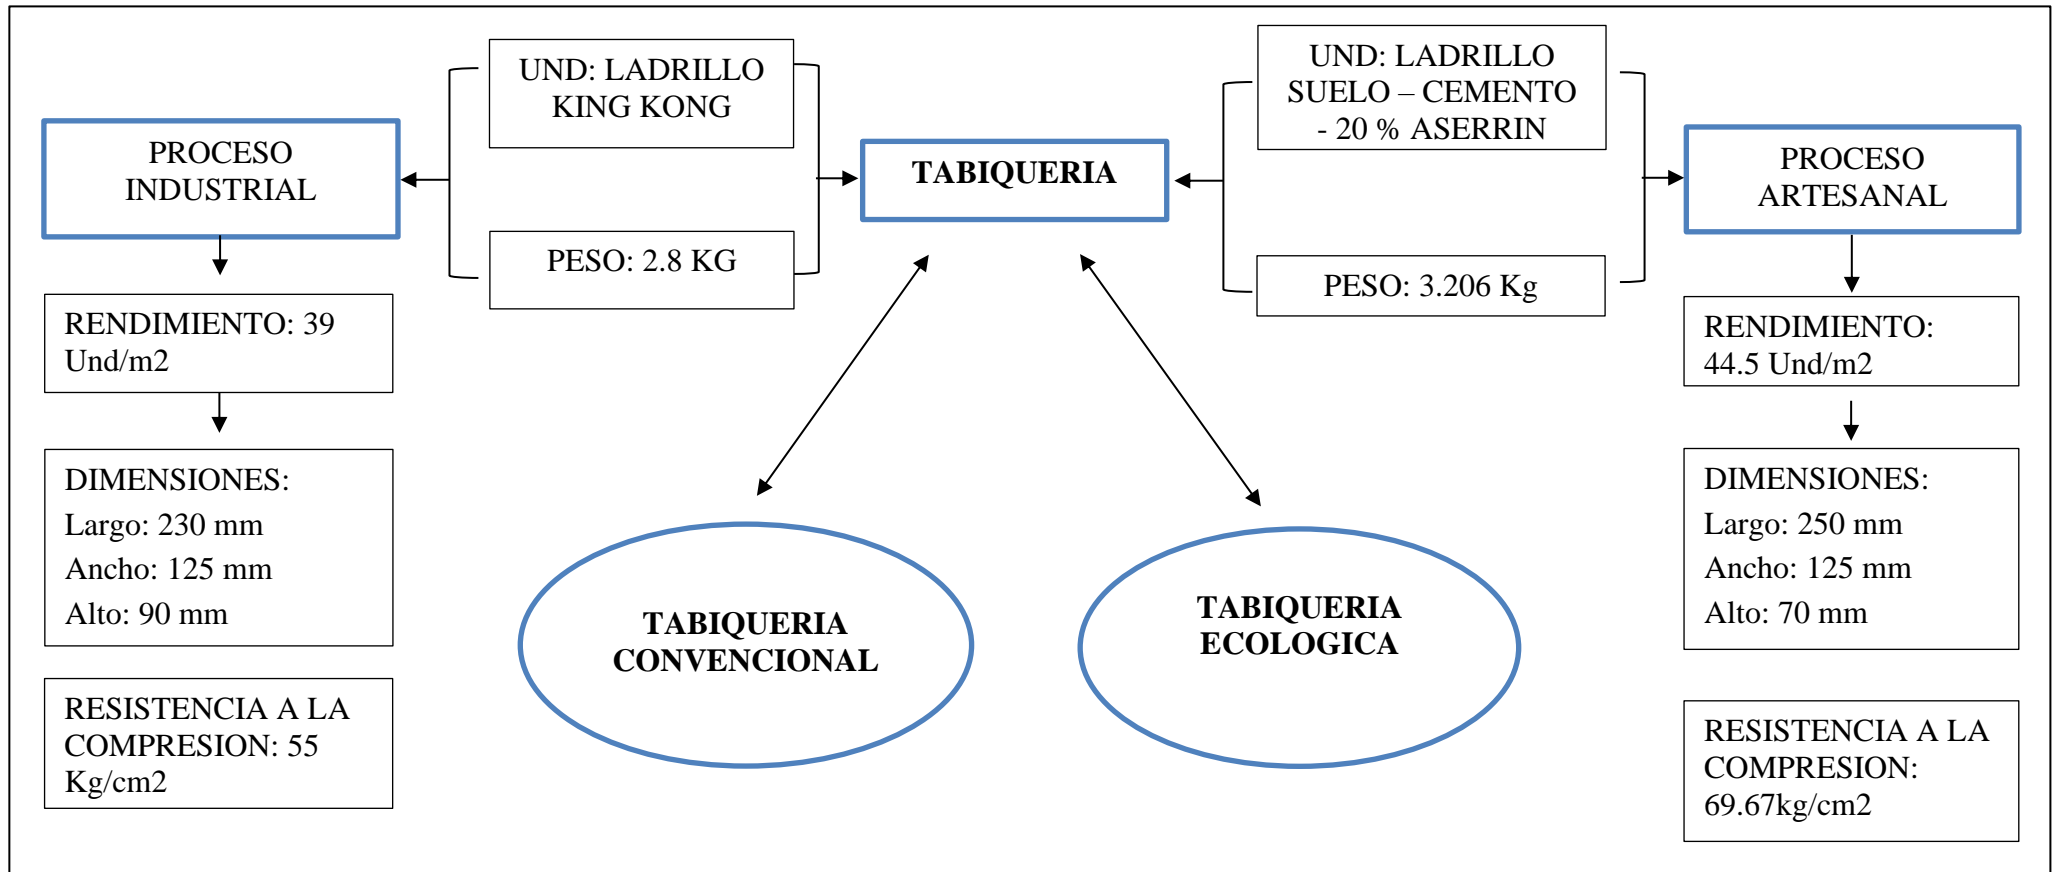 PROCESO
INDUSTRIAL
RENDIMIENTO: 39
Und/m2
DIMENSIONES:
Largo: 230 mm
Ancho: 125 mm
Alto: 90 mm
RESISTENCIA A LA
COMPRESION: 55
Kg/cm2
UND: LADRILLO
KING KONG
PESO: 2.8 KG
TABIQUERIA
TABIQUERIA
CONVENCIONAL
TABIQUERIA
ECOLOGICA
UND: LADRILLO
SUELO – CEMENTO
- 20 % ASERRIN
PESO: 3.206 Kg
PROCESO
ARTESANAL
RENDIMIENTO:
44.5 Und/m2
DIMENSIONES:
Largo: 250 mm
Ancho: 125 mm
Alto: 70 mm
RESISTENCIA A LA
COMPRESION:
69.67kg/cm2